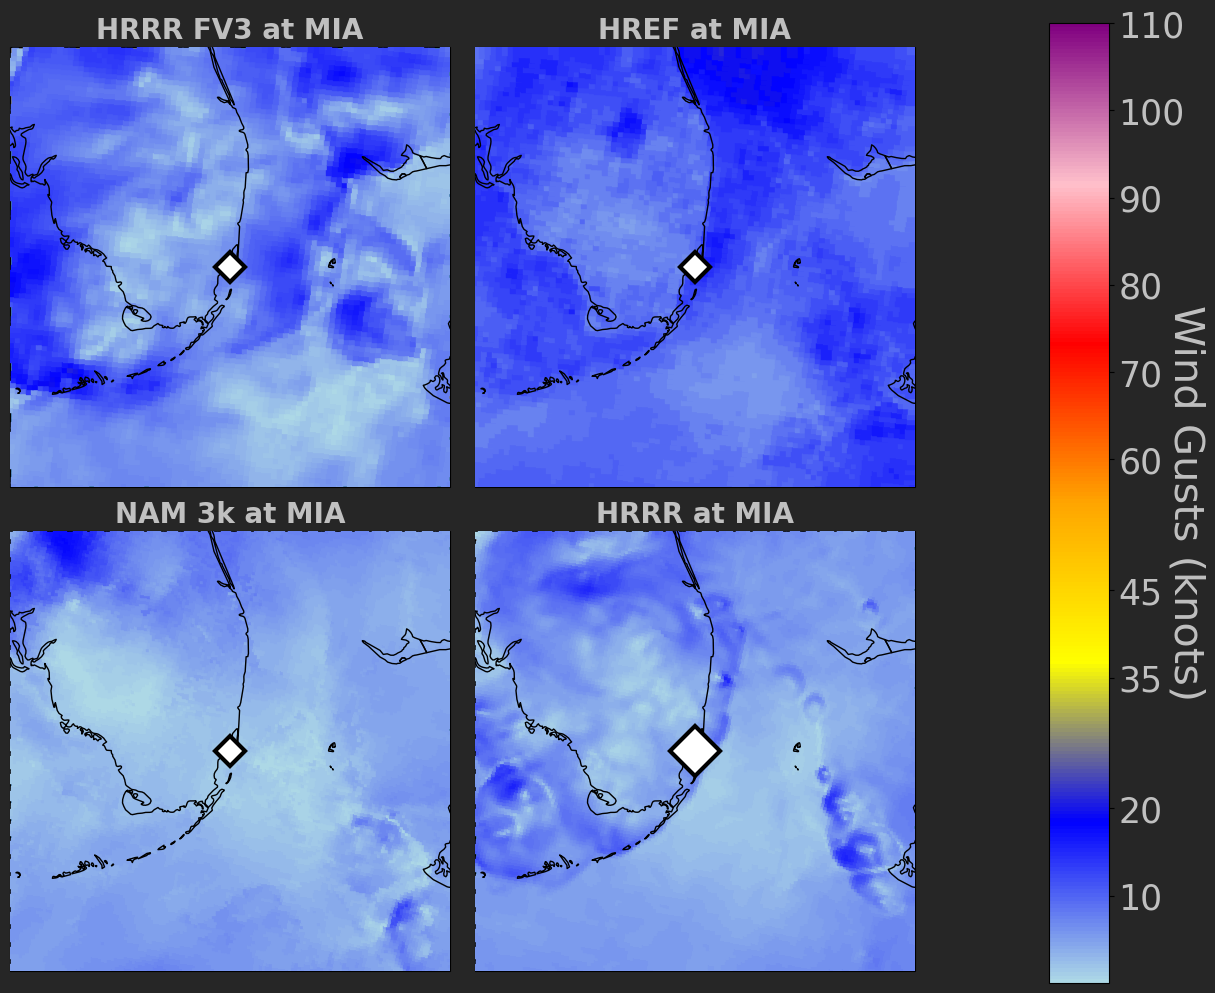 HRRR FV3 at MIA
HREF at MIA
NAM 3k at MIA
HRRR at MIA
110
100
90
80
70
60
45
35
20
10
Wind Gusts (knots)